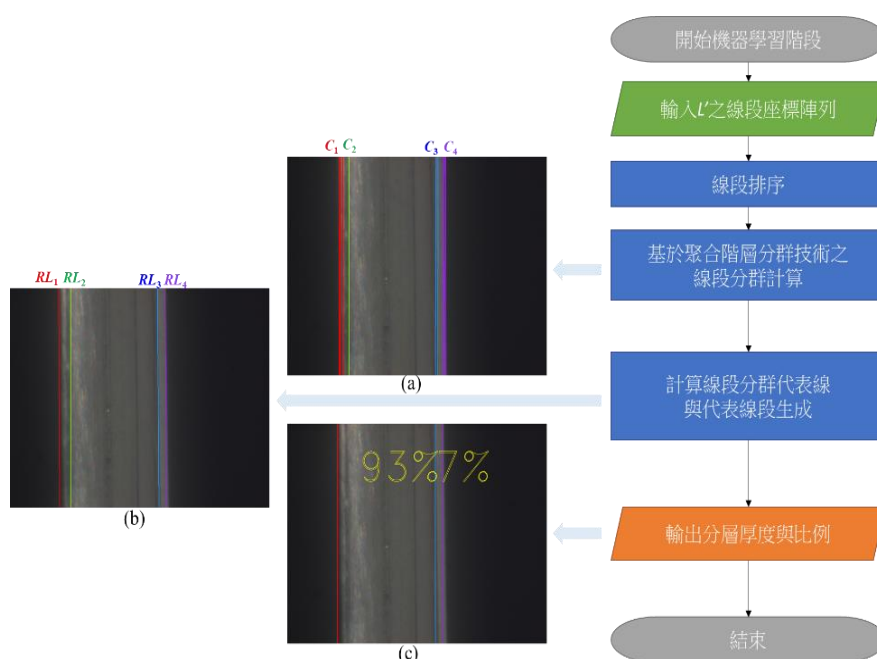 開始機器學習階段
輸入L'之線段座標陣列
線段排序
基於聚合階層分群技術之
線段分群計算
計算線段分群代表線
與代表線段生成
輸出分層厚度與比例
結束
C1 C2 C3 C4
(a)
RL1 RL2 RL3 RL4
(b)
93%7%
(c)